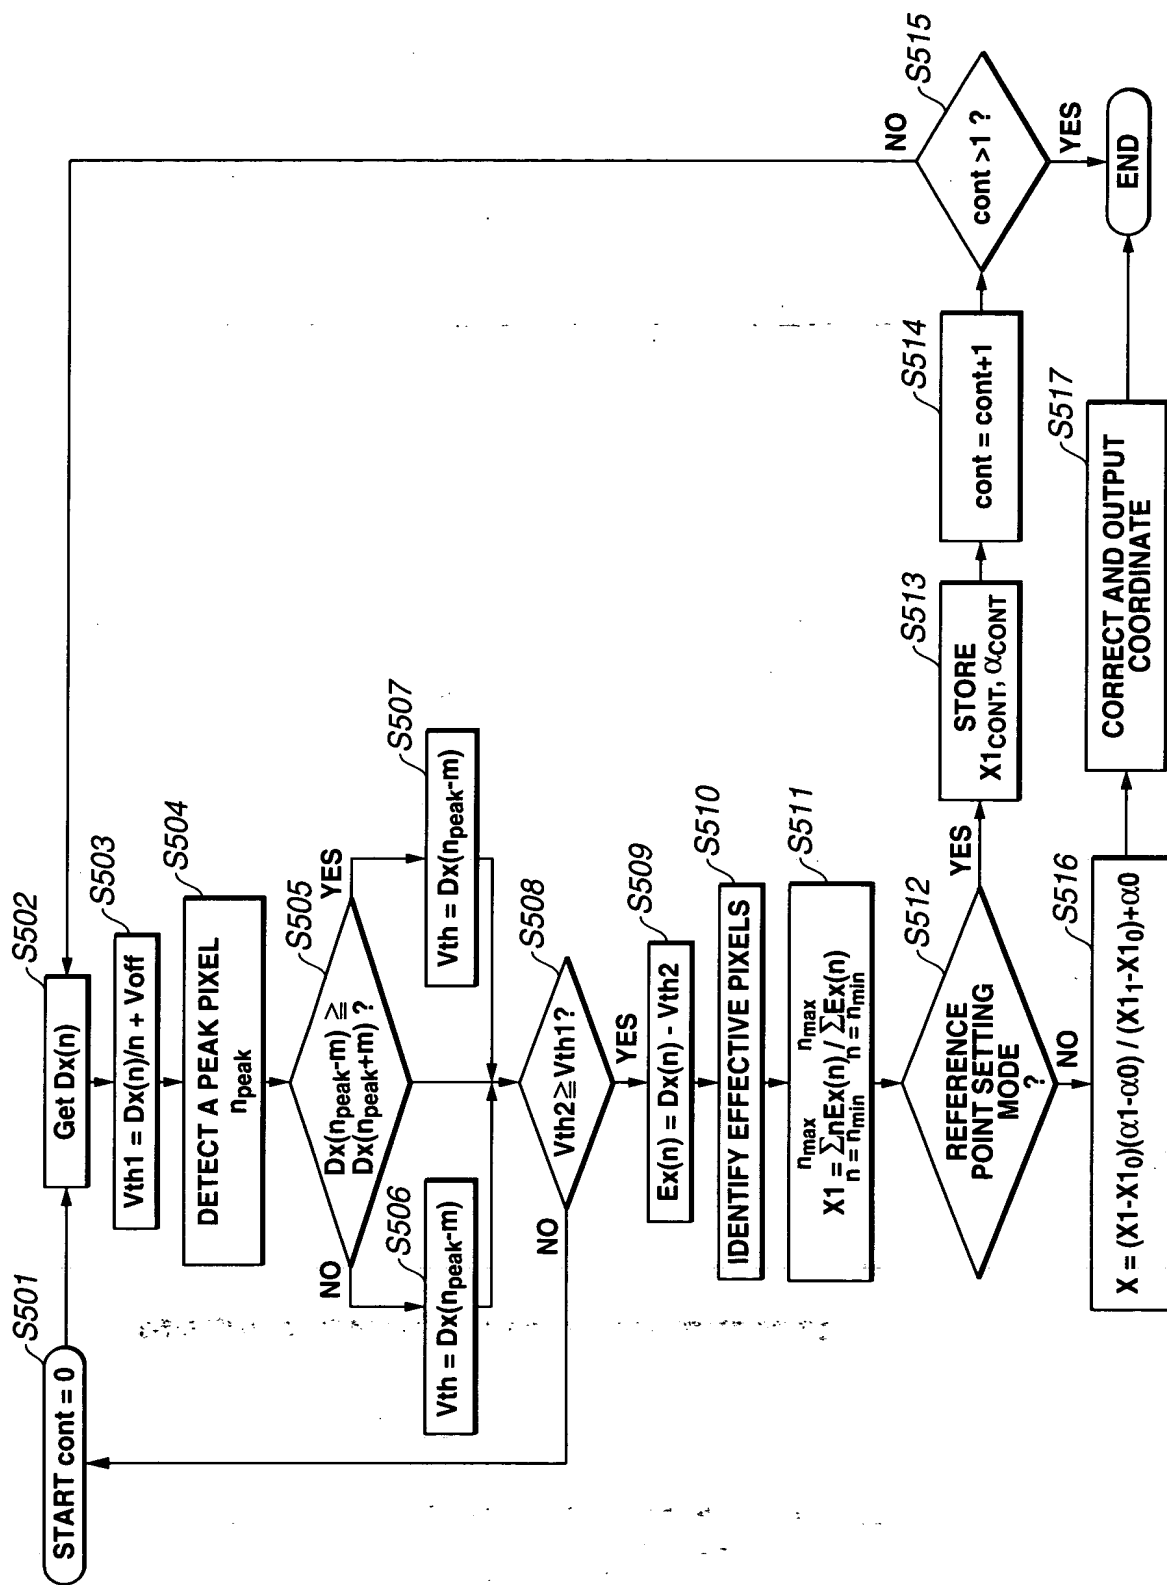 S501
START cont = 0
S502
Get Dx(n)
S503
Vth1 = Dx(n)/n + Voff
S504
DETECT A PEAK PIXEL
npeak
S505
Dx(npeak-m) ≧
Dx(npeak+m) ?
NO
YES
S506
Vth = Dx(npeak-m)
S507
Vth = Dx(npeak-m)
S508
Vth2≧Vth1?
NO
YES
S509
Ex(n) = Dx(n) - Vth2
S510
IDENTIFY EFFECTIVE PIXELS
S511
nmax nmax
X1 = ΣnEx(n) / ΣEx(n)
n = nmin n = nmin
S512
REFERENCE
POINT SETTING
MODE
?
YES
NO
S513
STORE
X1CONT, αCONT
S514
cont = cont+1
S515
cont >1 ?
NO
YES
S516
X = (X1-X10)(α1-α0) / (X11-X10)+α0
S517
CORRECT AND OUTPUT
COORDINATE
END